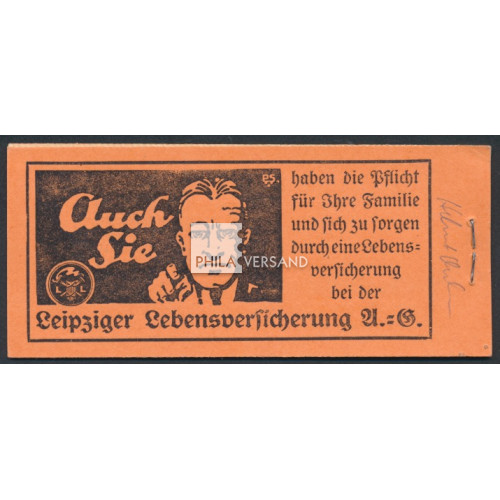 Auch
Sie
P.S.
haben die Pflicht
für Ihre Familie
und sich zu sorgen
durch eine Lebens=
versicherung
bei der
Leipziger Lebensversicherung A.=G.
PHILA VERSAND